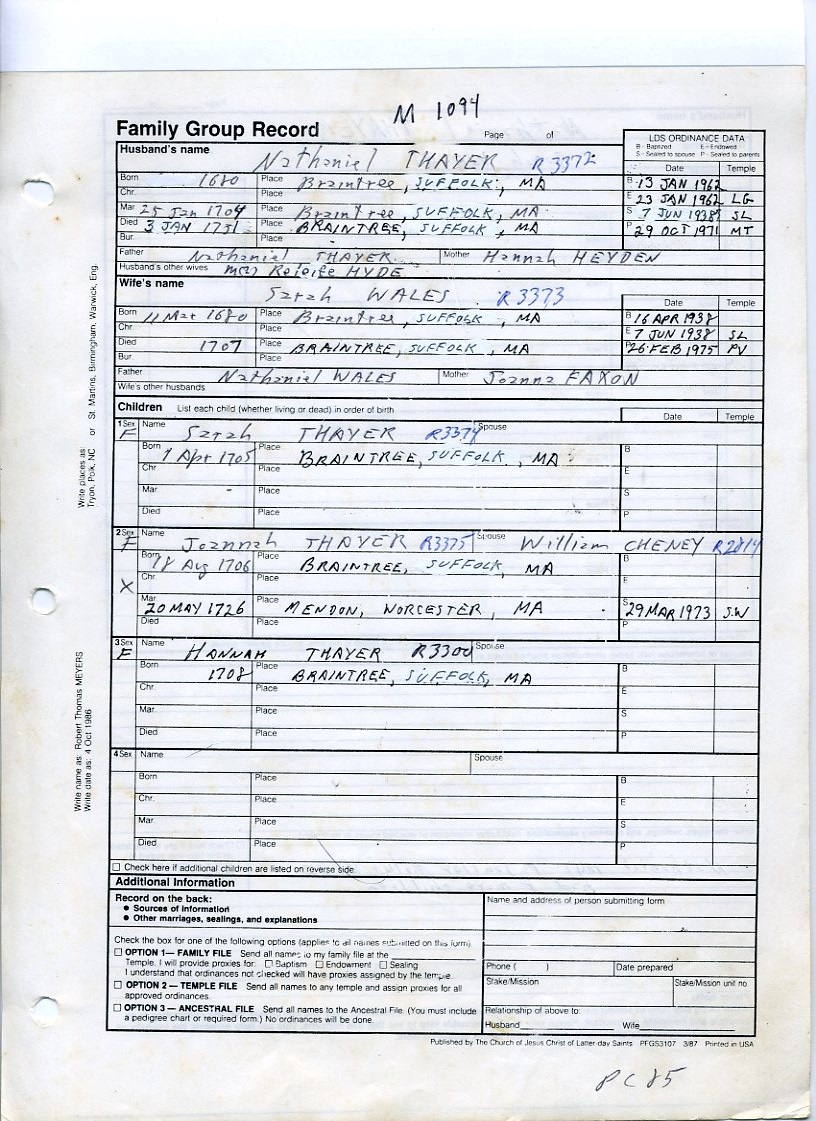 M 1094
Family Group Record
Page of
LDS ORDINANCE DATA
B - Baptized E - Endowed
S - Sealed to spouse P - Sealed to parents
Husband's name
Nathaniel THAYER R3372
Date Temple
Born 1680 Place Braintree, SUFFOLK, MA B 13 JAN 1962
Chr. Place E 23 JAN 1962 LG
Mar. 25 Jan 1704 Place Braintree, SUFFOLK, MA S 7 JUN 1938 SL
Died 3 JAN 1751 Place BRAINTREE, SUFFOLK, MA P 29 OCT 1971 MT
Bur. Place
Father Nathaniel THAYER Mother Hannah HEYDEN
Husband's other wives m(2) Releife HYDE
Wife's name
Sarah WALES R3373
Date Temple
Born 11 Mar 1680 Place Braintree, SUFFOLK, MA B 16 APR 1938
Chr. Place E 7 JUN 1938 SL
Died 1707 Place BRAINTREE, SUFFOLK, MA P 26 FEB 1975 PV
Bur. Place
Father Nathaniel WALES Mother Joanna FAXON
Wife's other husbands
Children List each child (whether living or dead) in order of birth
Date Temple
1 Sex F Name Sarah THAYER R3374 Spouse
Born 1 Apr 1705 Place BRAINTREE, SUFFOLK, MA B
Chr. Place E
Mar. - Place S
Died Place P
2 Sex F Name Joannah THAYER R3375 Spouse William CHENEY R2814
Born 18 Aug 1706 Place BRAINTREE, SUFFOLK, MA B
X Chr. Place E
Mar. 20 MAY 1726 Place MENDON, WORCESTER, MA S 29 MAR 1973 SW
Died Place P
3 Sex F Name HANNAH THAYER R3300 Spouse
Born 1708 Place BRAINTREE, SUFFOLK, MA B
Chr. Place E
Mar. Place S
Died Place P
4 Sex Name Spouse
Born Place B
Chr. Place E
Mar. Place S
Died Place P
Check here if additional children are listed on reverse side.
Additional Information
Record on the back:
• Sources of information
• Other marriages, sealings, and explanations
Check the box for one of the following options (applies to all names submitted on this form).
OPTION 1— FAMILY FILE Send all names to my family file at the
Temple. I will provide proxies for: Baptism Endowment Sealing
I understand that ordinances not checked will have proxies assigned by the temple.
OPTION 2 – TEMPLE FILE Send all names to any temple and assign proxies for
approved ordinances.
OPTION 3 – ANCESTRAL FILE Send all names to the Ancestral File. (You must include
a pedigree chart or required form.) No ordinances will be done.
Name and address of person submitting form
Phone ( ) Date prepared
Stake/Mission Stake/Mission unit no.
Relationship of above to:
Husband Wife
Published by The Church of Jesus Christ of Latter-day Saints PFGS3107 3/87 Printed in USA
PC 85
Write places as:
Tryon, Polk, NC or St. Martins, Birmingham, Warwick, Eng.
Write name as: Robert Thomas MEYERS
Write date as: 4 Oct 1986